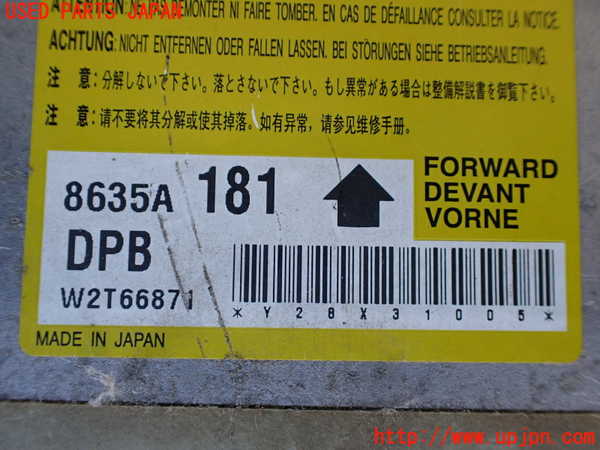 USED PARTS JAPAN
DEMONTER NI FAIRE TOMBER. EN CAS DE DÉFAILLANCE CONSULTER LA NOTICE.
ACHTUNG: NICHT ENTFERNEN ODER FALLEN LASSEN. BEI STÖRUNGEN SIEHE BETRIEBSANLEITUNG.
注 意:分解しないで下さい。落とさないで下さい。もし異常がある場合は整備解説書を御覧下さい。
注 意:请不要将其分解或使其掉落。如有异常,请参见维修手册.
8635A 181
FORWARD
DEVANT
VORNE
DPB
W2T66871
*Y28X31005*
MADE IN JAPAN
http://www.upjpn.com